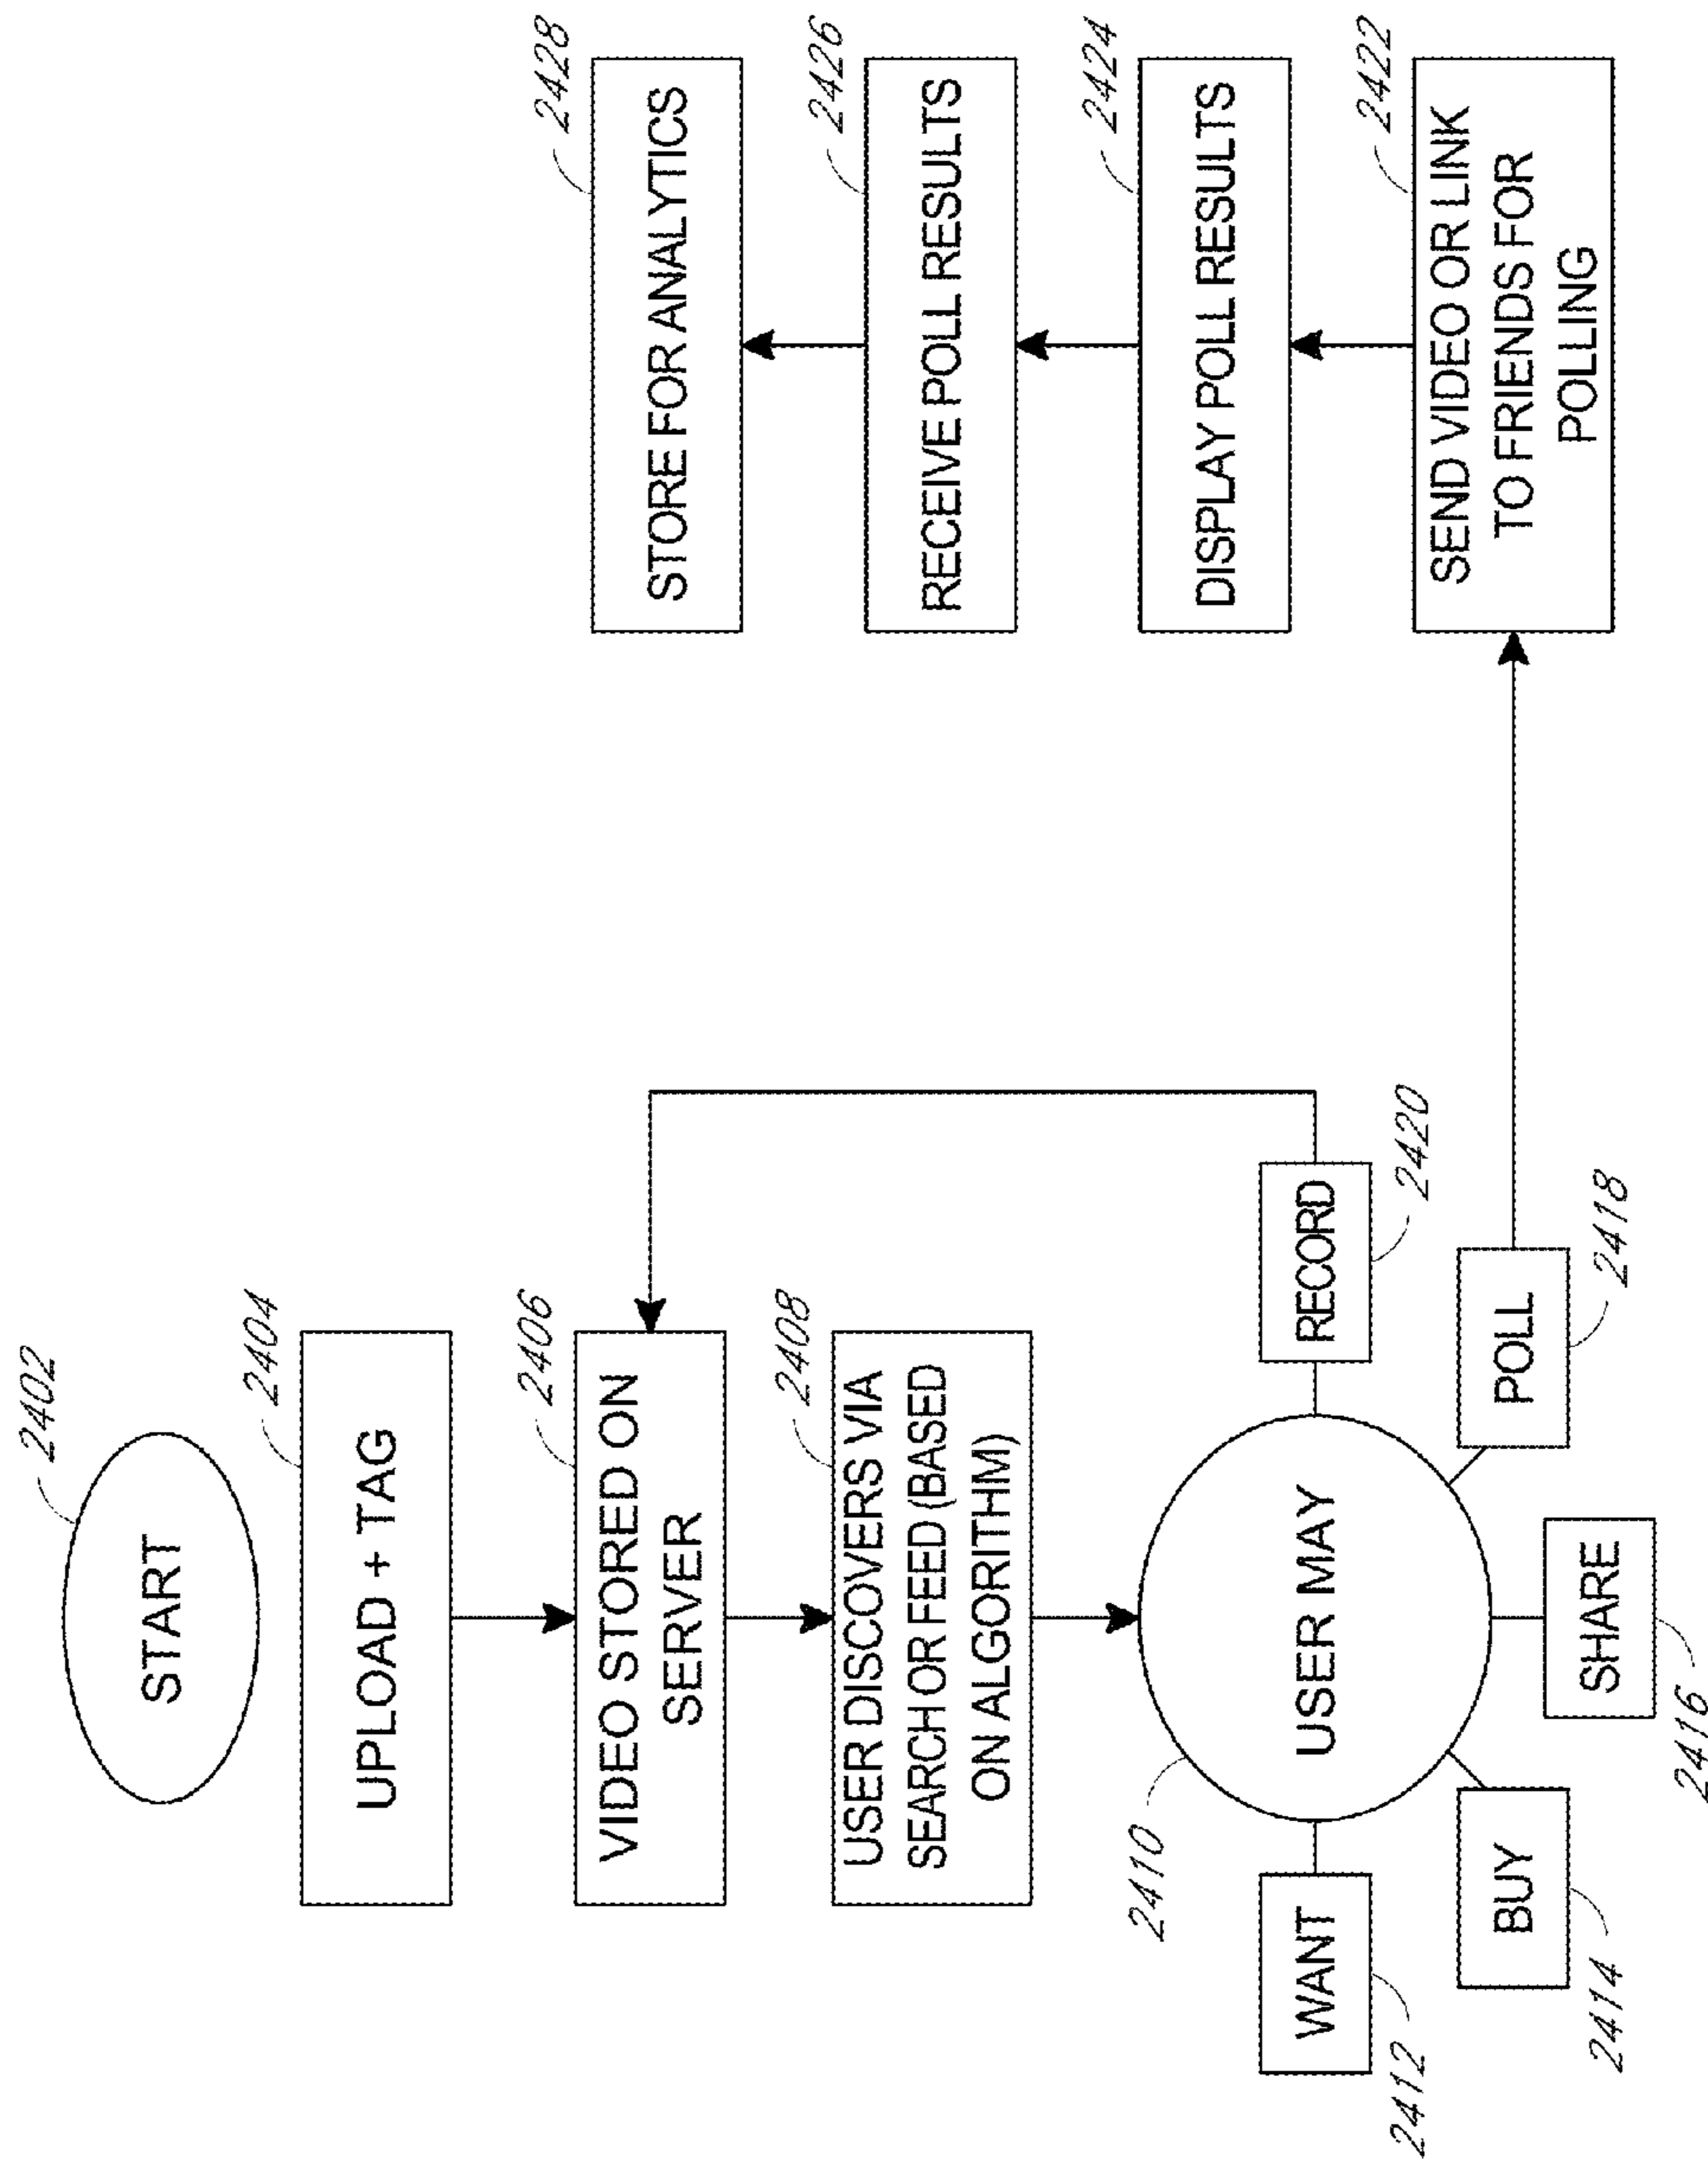 START
2402
UPLOAD + TAG
2404
VIDEO STORED ON
SERVER
2406
USER DISCOVERS VIA
SEARCH OR FEED (BASED
ON ALGORITHM)
2408
USER MAY
2410
WANT
2412
BUY
2414
SHARE
2416
POLL
2418
RECORD
2420
SEND VIDEO OR LINK
TO FRIENDS FOR
POLLING
2422
DISPLAY POLL RESULTS
2424
RECEIVE POLL RESULTS
2426
STORE FOR ANALYTICS
2428